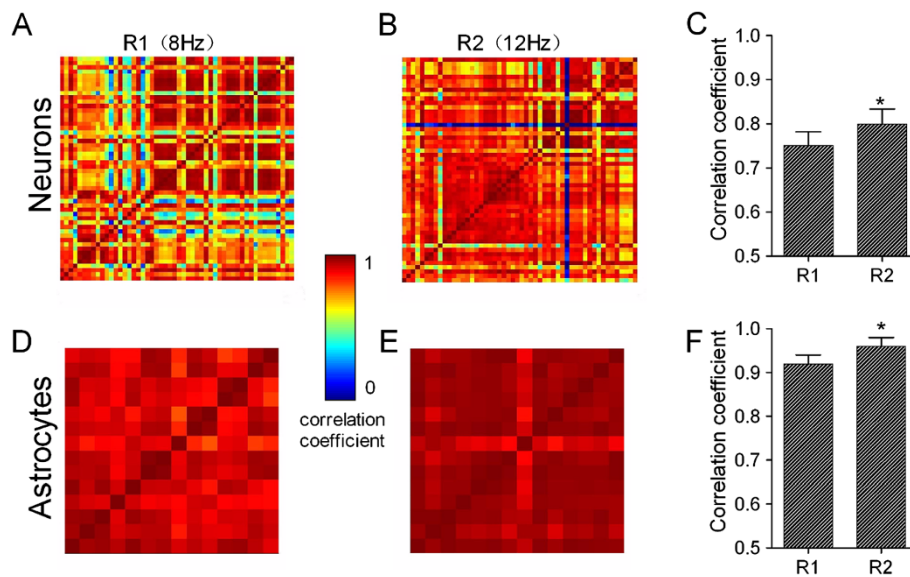 A
R1（8Hz）
B
R2（12Hz）
C
Neurons
Correlation coefficient
1.0
0.9
0.8
0.7
0.6
0.5
*
R1
R2
1
0
correlation
coefficient
D
E
F
Astrocytes
Correlation coefficient
1.0
0.9
0.8
0.7
0.6
0.5
*
R1
R2